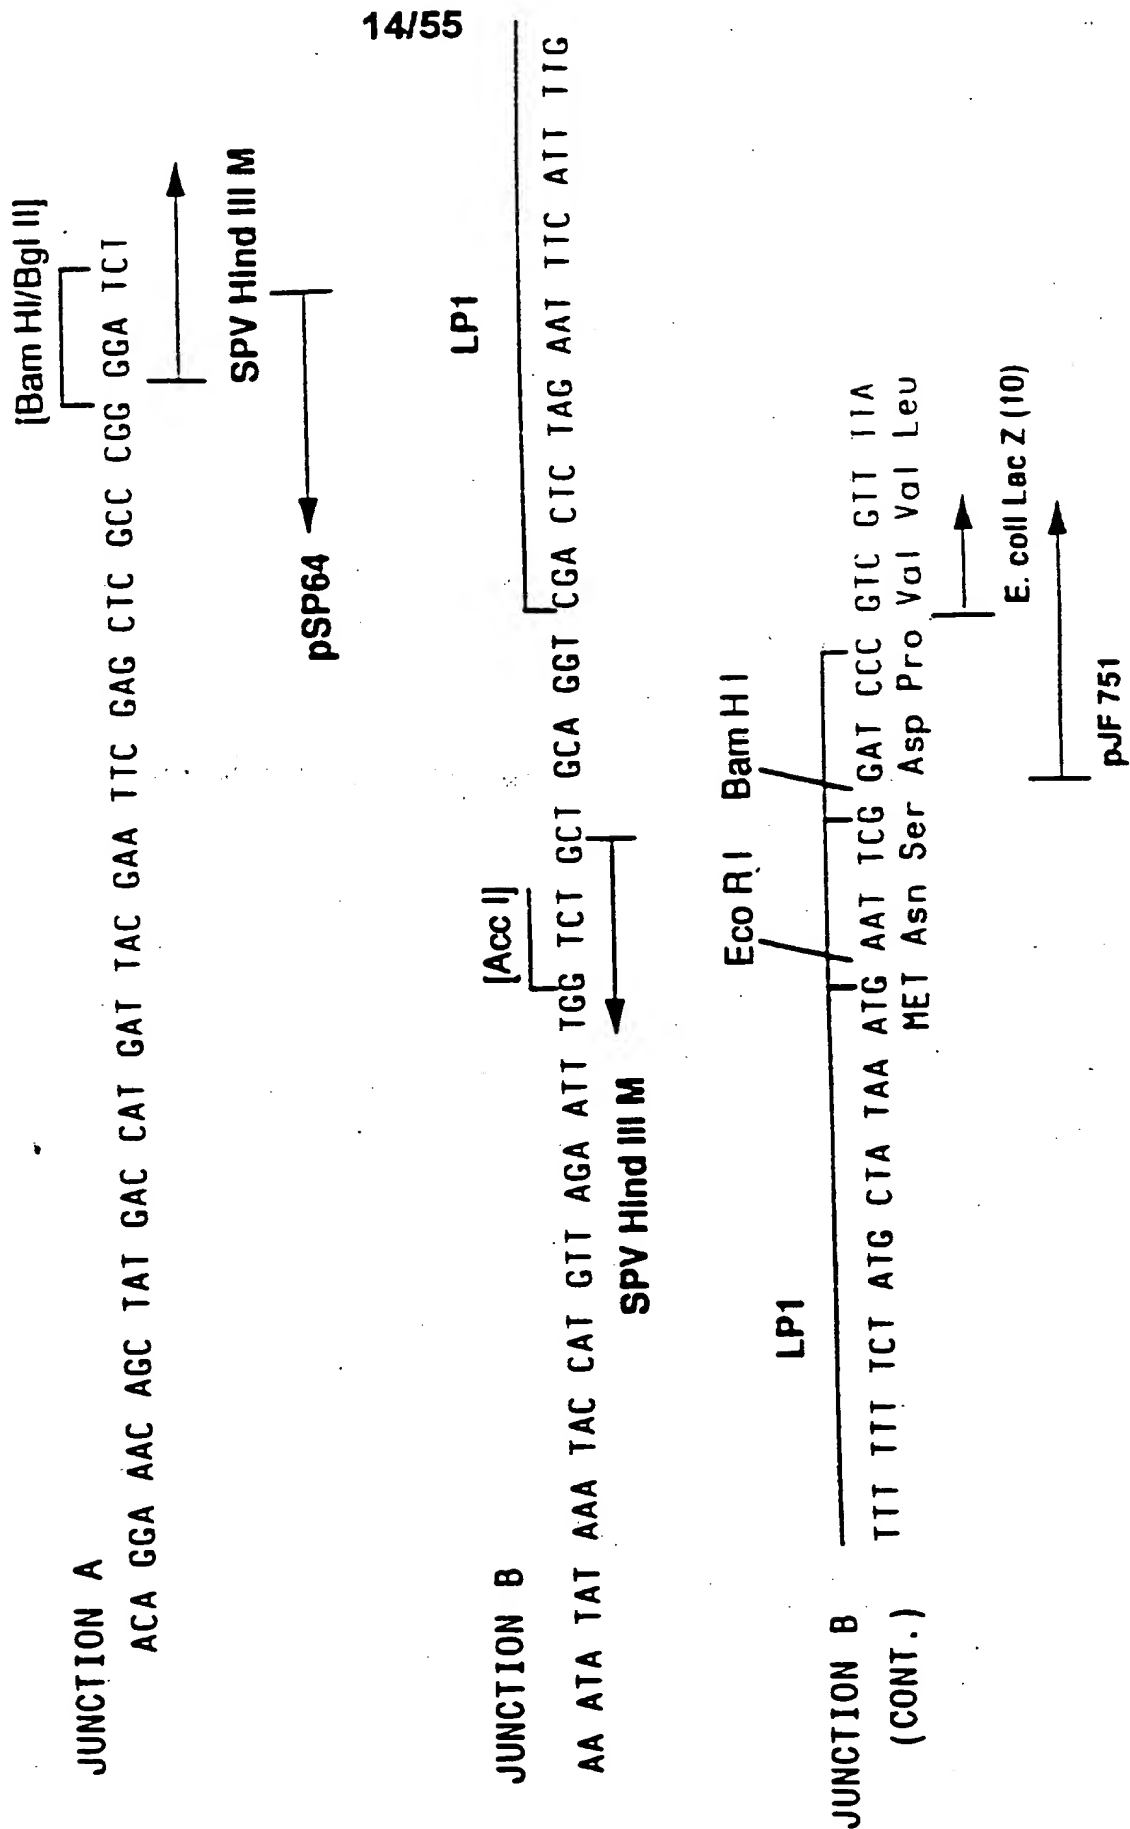 14/55
JUNCTION A
[Bam HI/Bgl II]
ACA GGA AAC AGC TAT GAC CAT GAT TAC GAA TTC GAG CTC GCC CGG GGA TCT
SPV HInd III M
pSP64
JUNCTION B
[Acc I]
LP1
AA ATA TAT AAA TAC CAT GTT AGA ATT TGG TCT GCT GCA GGT CGA CTC TAG AAT TTC ATT TTG
SPV HInd III M
JUNCTION B
(CONT.)
LP1
Eco RI
Bam HI
TTT TTT TCT ATG CTA TAA ATG AAT TCG GAT CCC GTC GTT TTA
MET Asn Ser Asp Pro Val Val Leu
E. coli Lac Z (10)
pJF 751